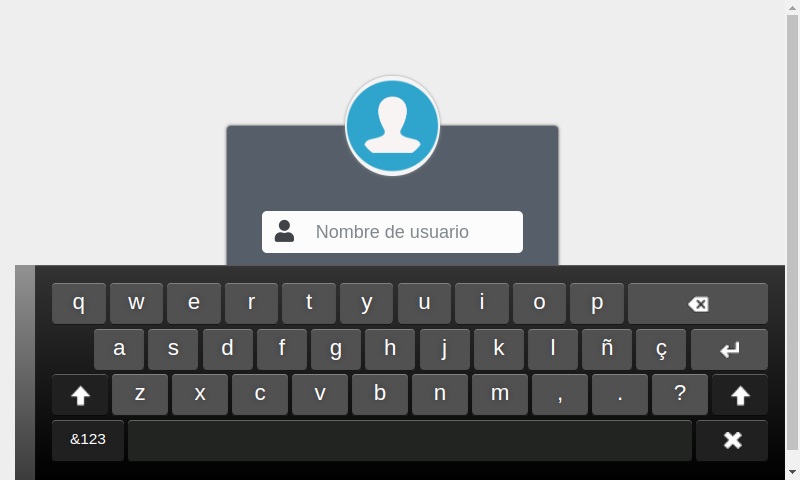 Nombre de usuario
q w e r t y u i o p
a s d f g h j k l ñ ç
z x c v b n m , . ?
&123